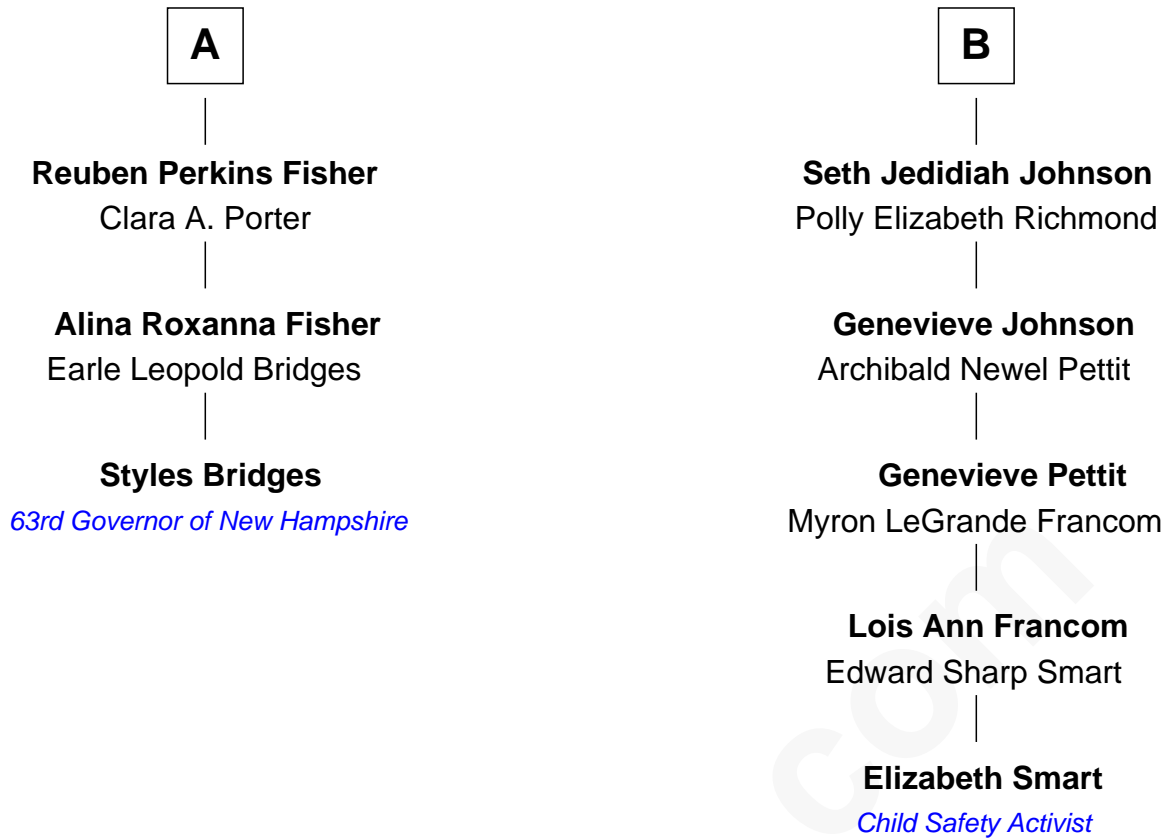 A
Reuben Perkins Fisher
Clara A. Porter
Alina Roxanna Fisher
Earle Leopold Bridges
Styles Bridges
63rd Governor of New Hampshire
B
Seth Jedidiah Johnson
Polly Elizabeth Richmond
Genevieve Johnson
Archibald Newel Pettit
Genevieve Pettit
Myron LeGrande Francom
Lois Ann Francom
Edward Sharp Smart
Elizabeth Smart
Child Safety Activist
com